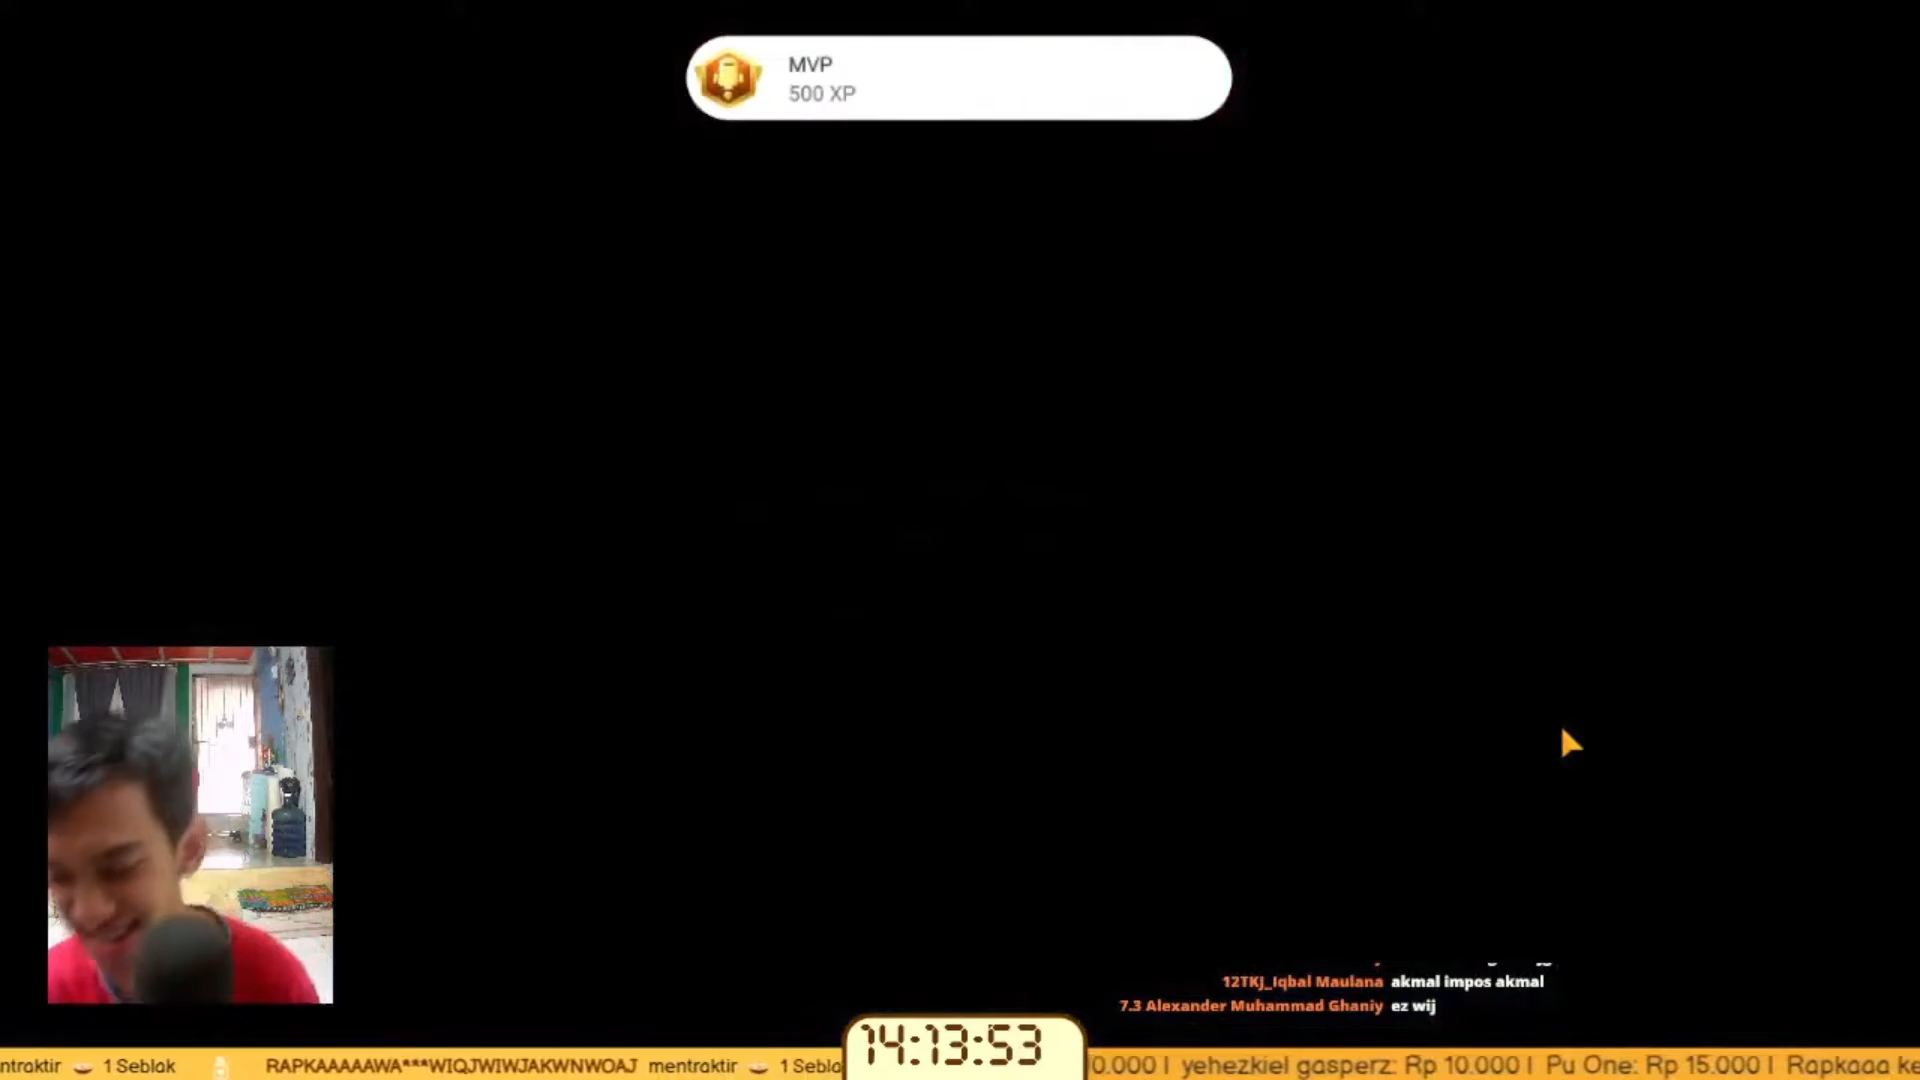 MVP
500 XP
12TKJ_Iqbal Maulana akmal impos akmal
7.3 Alexander Muhammad Ghaniy ez wij
14:13:53
ntraktir 1 Seblak RAPKAAAAAWA***WIQJWIWJAKWNWOAJ mentraktir 1 Sebla
0.000 | yehezkiel gasperz: Rp 10.000 | Pu One: Rp 15.000 | Rapkaaa ke